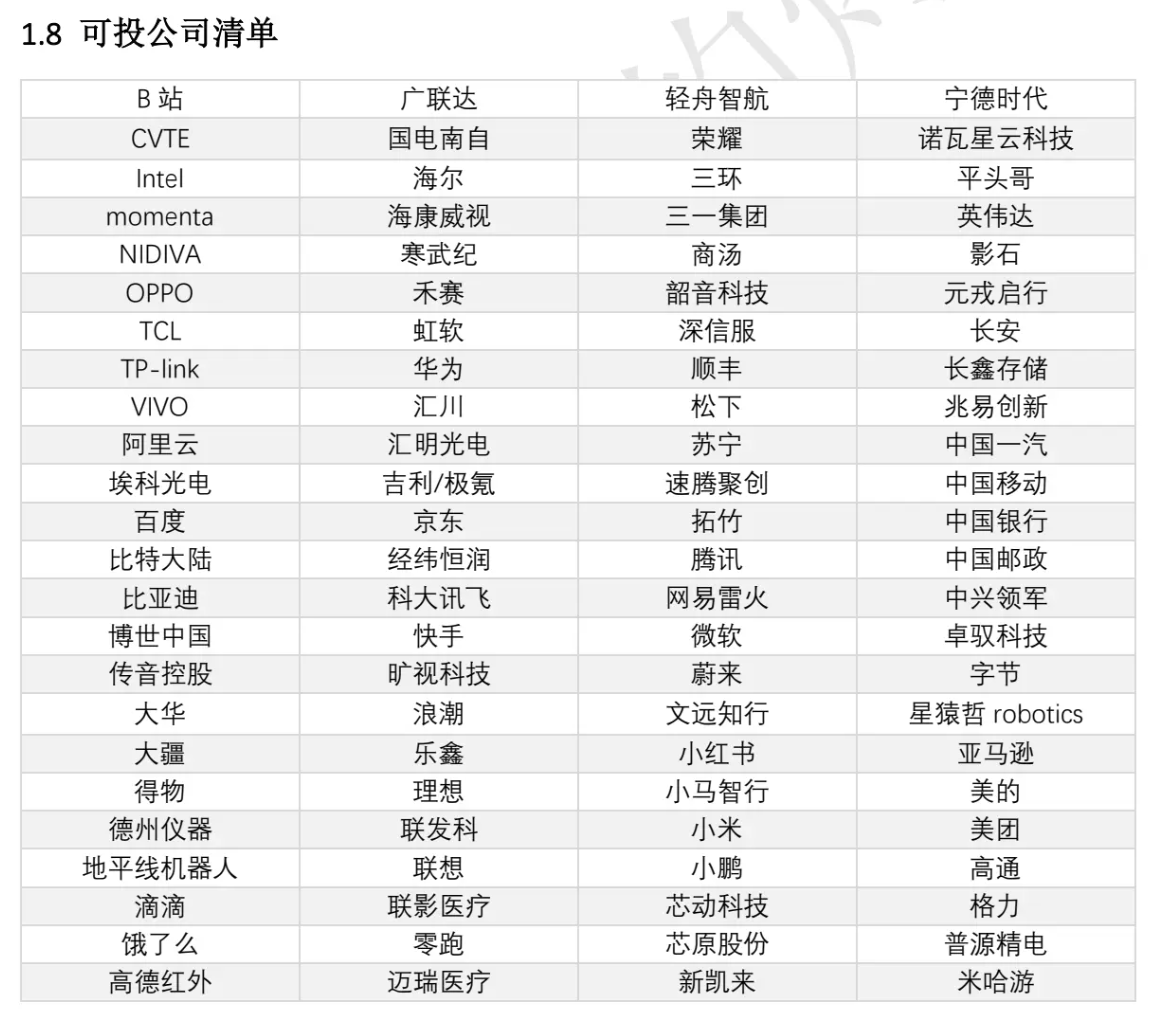 1.8 可投公司清单
B 站 广联达 轻舟智航 宁德时代
CVTE 国电南自 荣耀 诺瓦星云科技
Intel 海尔 三环 平头哥
momenta 海康威视 三一集团 英伟达
NIDIVA 寒武纪 商汤 影石
OPPO 禾赛 韶音科技 元戎启行
TCL 虹软 深信服 长安
TP-link 华为 顺丰 长鑫存储
VIVO 汇川 松下 兆易创新
阿里云 汇明光电 苏宁 中国一汽
埃科光电 吉利/极氪 速腾聚创 中国移动
百度 京东 拓竹 中国银行
比特大陆 经纬恒润 腾讯 中国邮政
比亚迪 科大讯飞 网易雷火 中兴领军
博世中国 快手 微软 卓驭科技
传音控股 旷视科技 蔚来 字节
大华 浪潮 文远知行 星猿哲 robotics
大疆 乐鑫 小红书 亚马逊
得物 理想 小马智行 美的
德州仪器 联发科 小米 美团
地平线机器人 联想 小鹏 高通
滴滴 联影医疗 芯动科技 格力
饿了么 零跑 芯原股份 普源精电
高德红外 迈瑞医疗 新凯来 米哈游